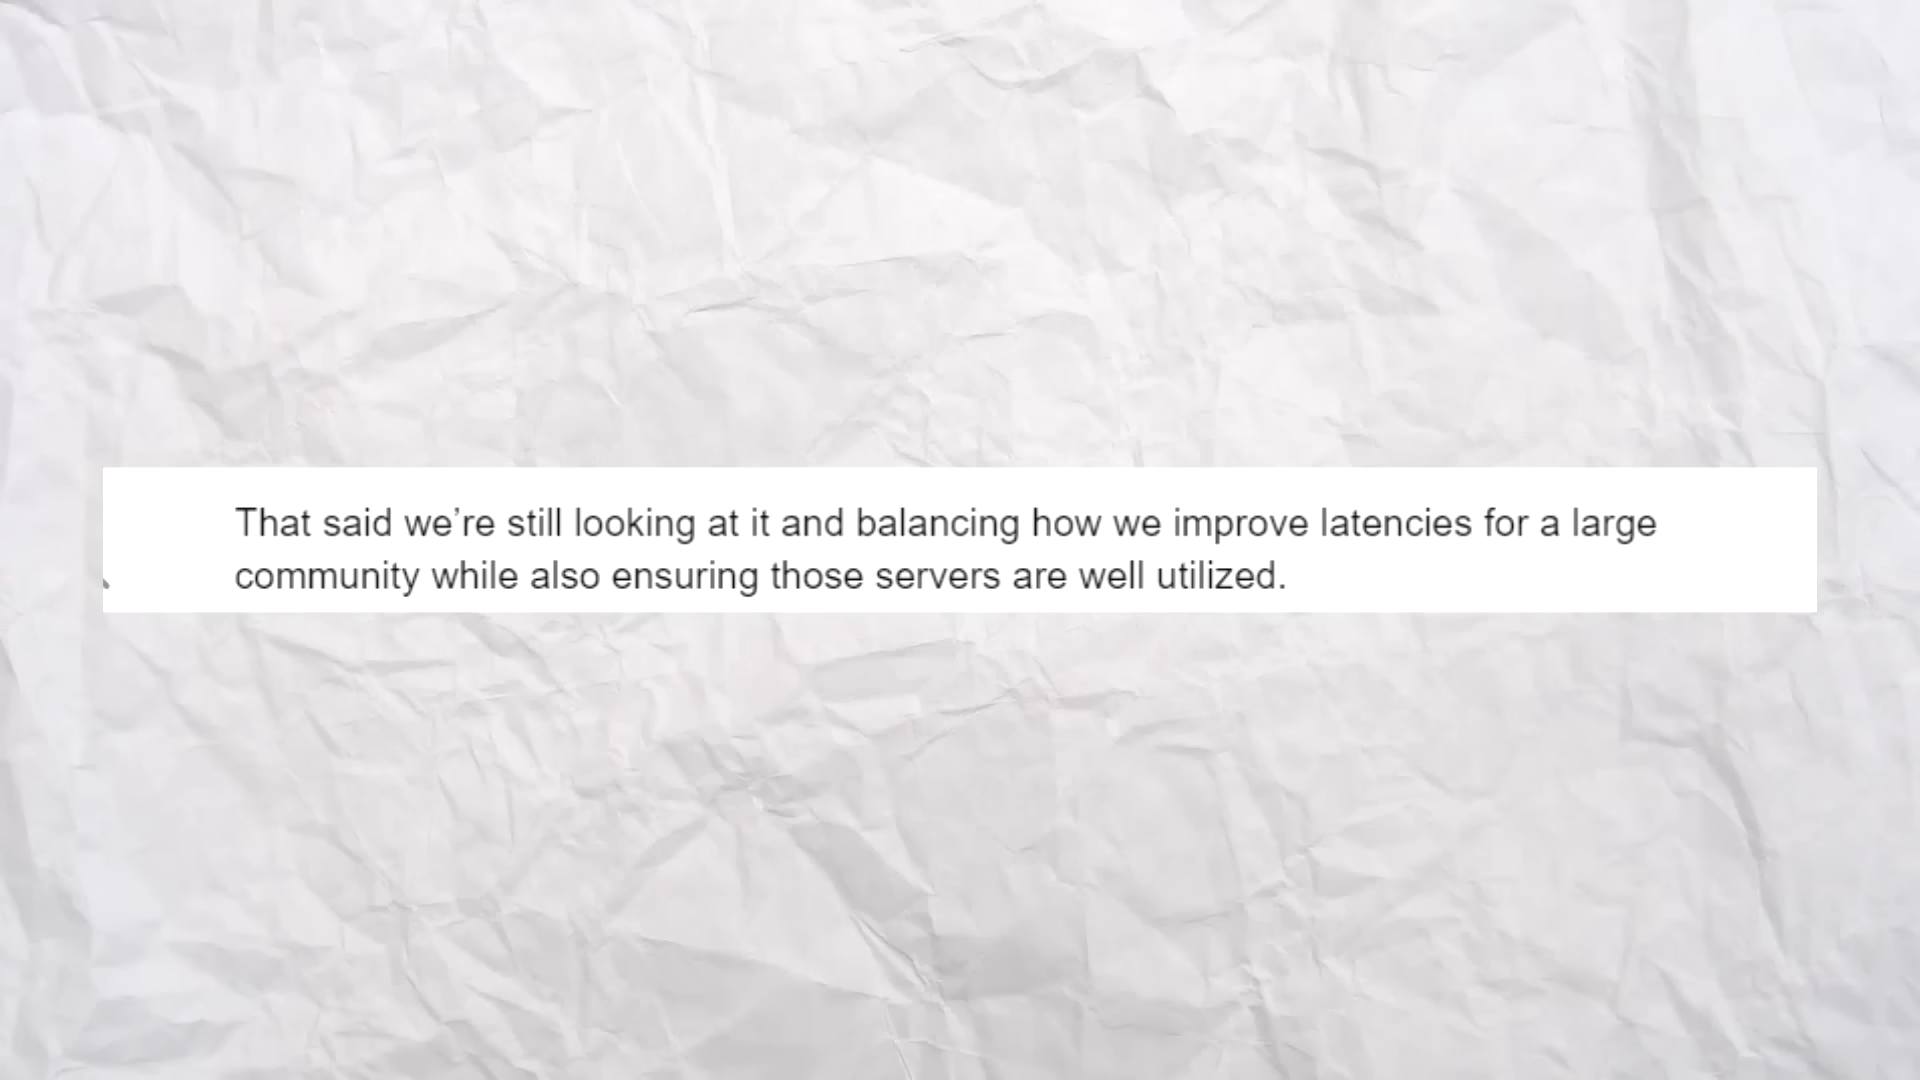 That said we’re still looking at it and balancing how we improve latencies for a large
community while also ensuring those servers are well utilized.